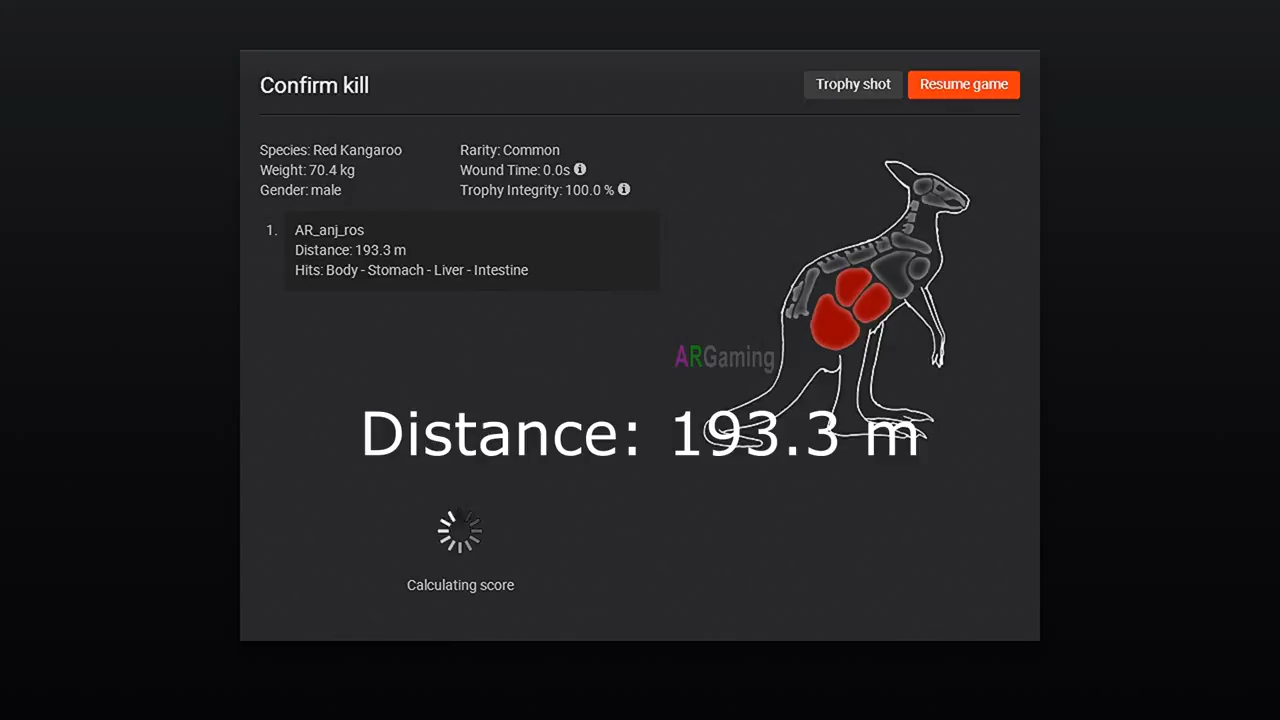 Confirm kill
Trophy shot
Resume game
Species: Red Kangaroo
Weight: 70.4 kg
Gender: male
Rarity: Common
Wound Time: 0.0s
Trophy Integrity: 100.0 %
1.
AR_anj_ros
Distance: 193.3 m
Hits: Body - Stomach - Liver - Intestine
ARGaming
Distance: 193.3 m
Calculating score